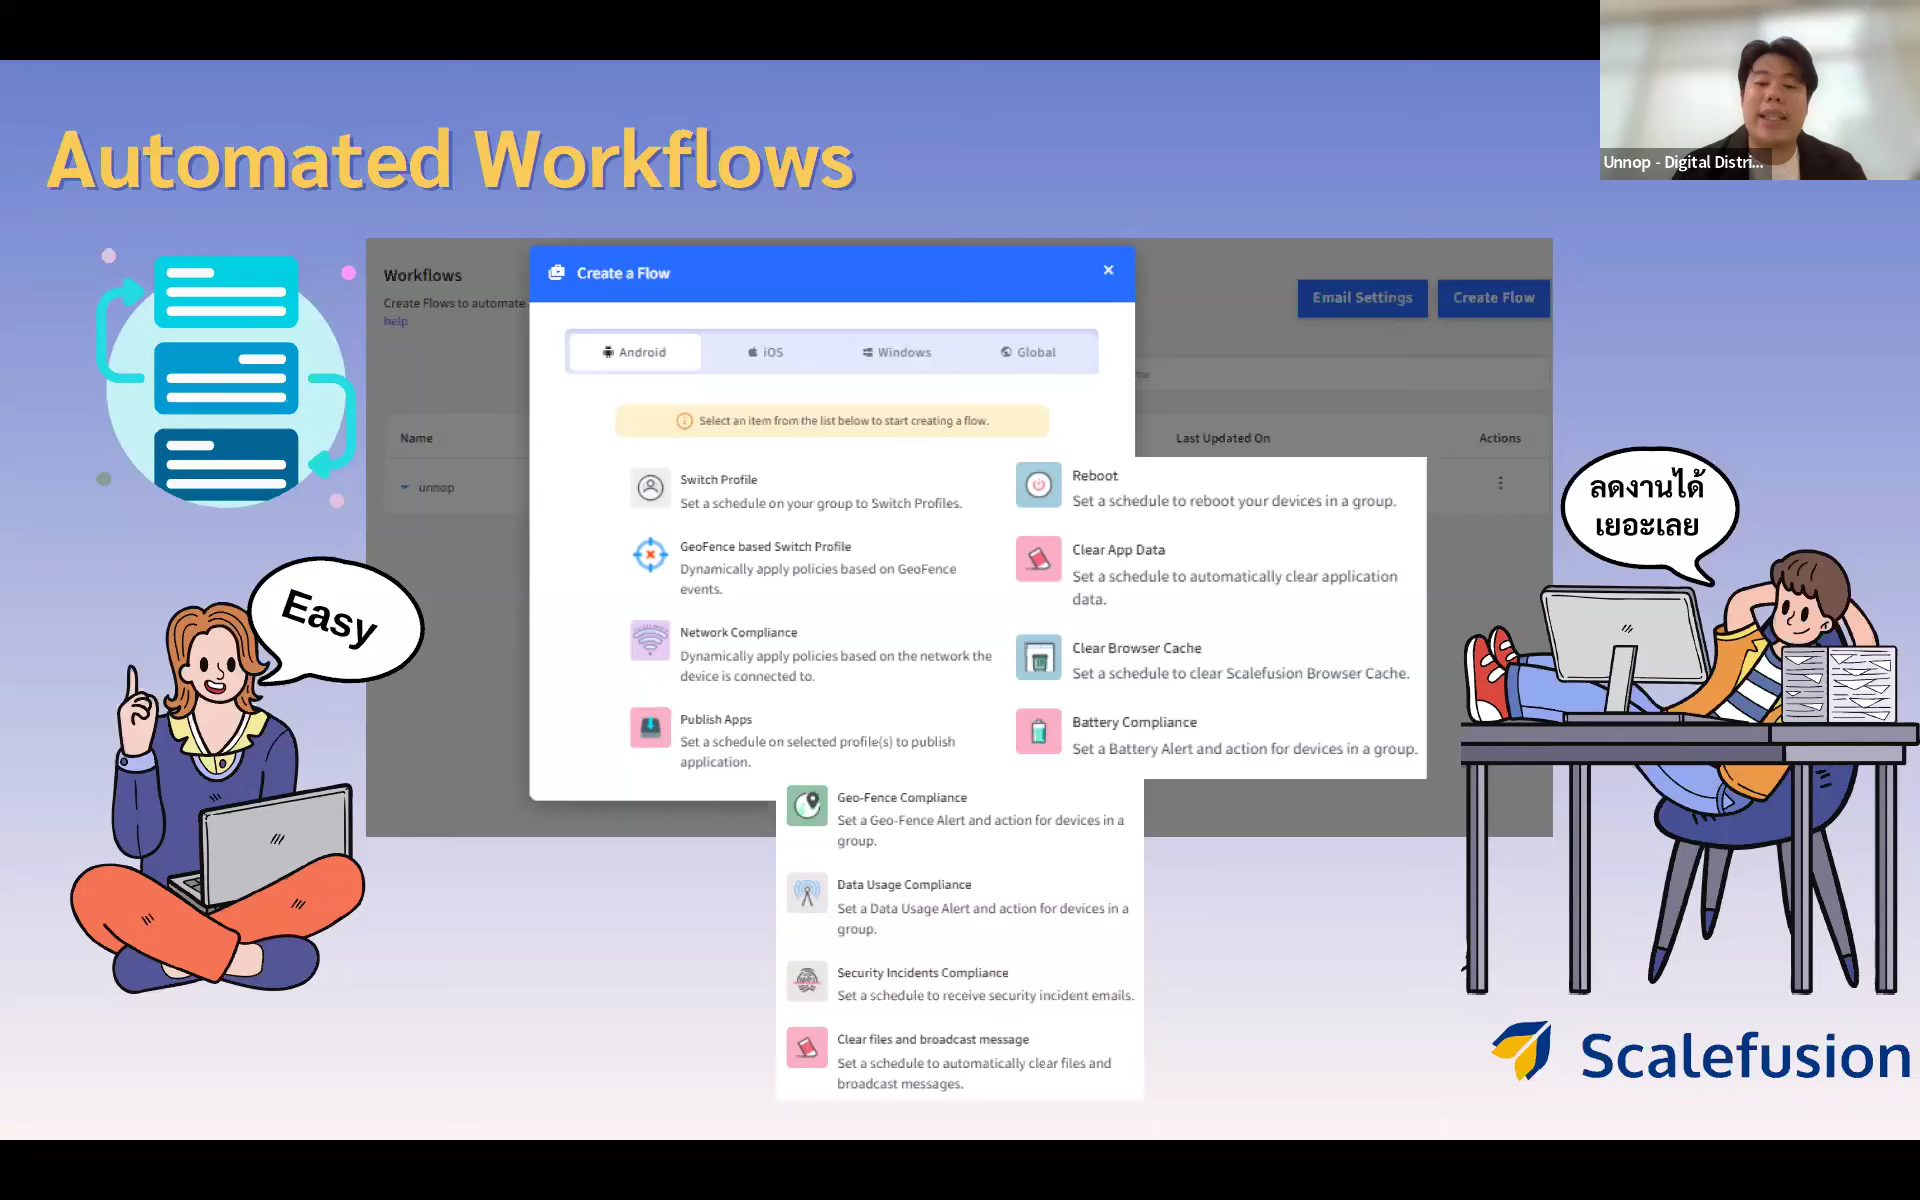 Unnop - Digital Distri...
Automated Workflows
Workflows
Create Flows to automate
help
Email Settings
Create Flow
Create a Flow
Android
iOS
Windows
Global
Select an item from the list below to start creating a flow.
Name
Last Updated On
Actions
unnop
Switch Profile
Set a schedule on your group to Switch Profiles.
GeoFence based Switch Profile
Dynamically apply policies based on GeoFence
events.
Network Compliance
Dynamically apply policies based on the network the
device is connected to.
Publish Apps
Set a schedule on selected profile(s) to publish
application.
Reboot
Set a schedule to reboot your devices in a group.
Clear App Data
Set a schedule to automatically clear application
data.
Clear Browser Cache
Set a schedule to clear Scalefusion Browser Cache.
Battery Compliance
Set a Battery Alert and action for devices in a group.
Geo-Fence Compliance
Set a Geo-Fence Alert and action for devices in a
group.
Data Usage Compliance
Set a Data Usage Alert and action for devices in a
group.
Security Incidents Compliance
Set a schedule to receive security incident emails.
Clear files and broadcast message
Set a schedule to automatically clear files and
broadcast messages.
Easy
ลดงานได้
เยอะเลย
Scalefusion